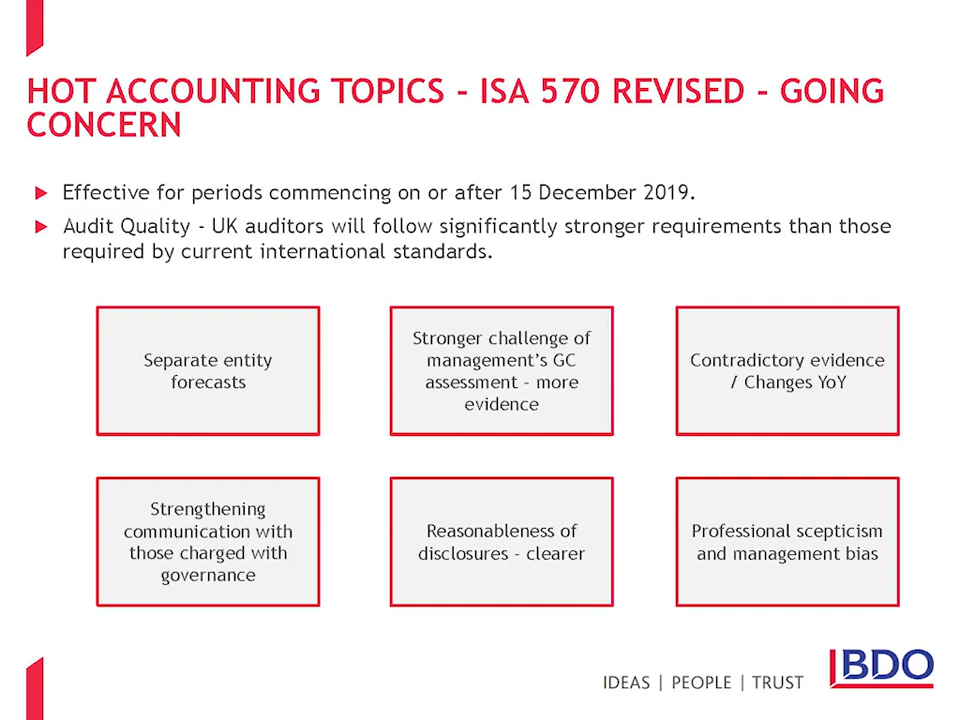 HOT ACCOUNTING TOPICS - ISA 570 REVISED - GOING
CONCERN
Effective for periods commencing on or after 15 December 2019.
Audit Quality - UK auditors will follow significantly stronger requirements than those
required by current international standards.
Separate entity
forecasts
Stronger challenge of
management's GC
assessment - more
evidence
Contradictory evidence
/ Changes YoY
Strengthening
communication with
those charged with
governance
Reasonableness of
disclosures - clearer
Professional scepticism
and management bias
IDEAS | PEOPLE | TRUST
BDO